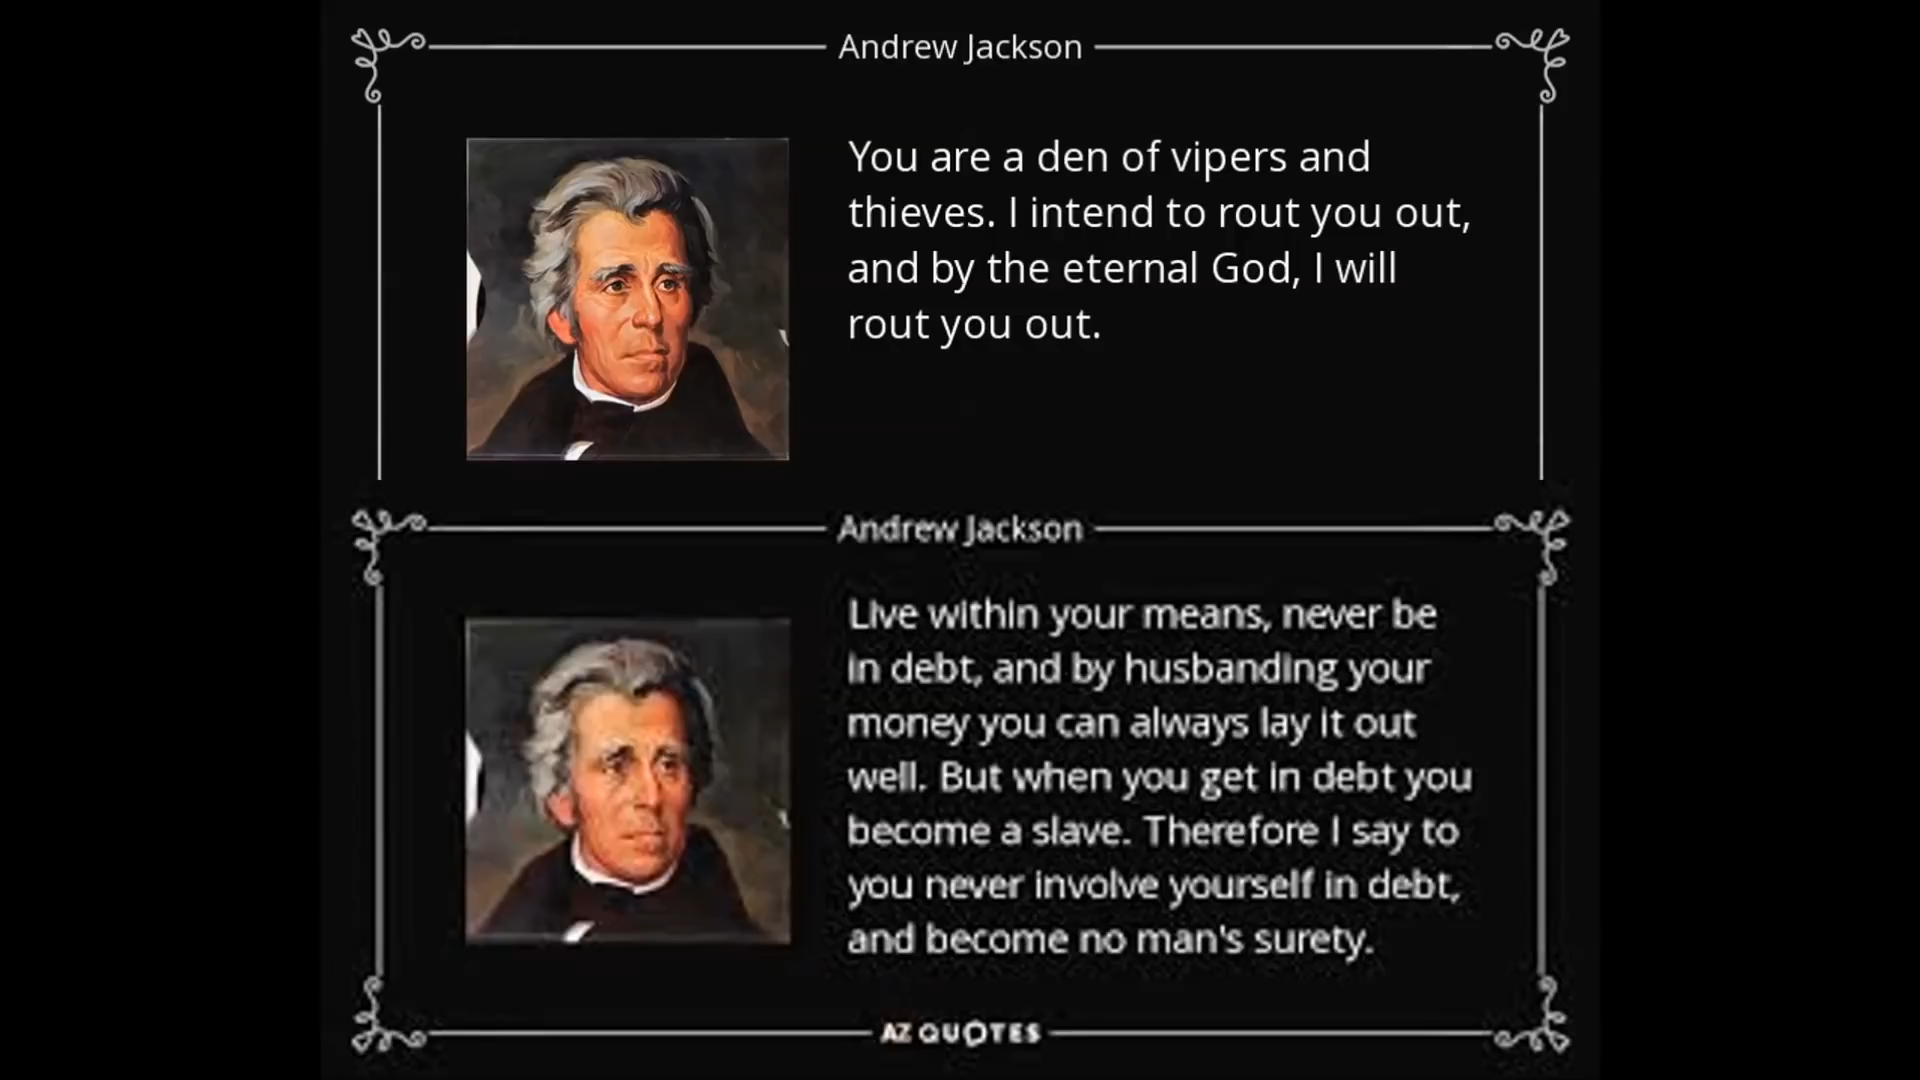 Andrew Jackson
You are a den of vipers and
thieves. I intend to rout you out,
and by the eternal God, I will
rout you out.
Andrew Jackson
Live within your means, never be
in debt, and by husbanding your
money you can always lay it out
well. But when you get in debt you
become a slave. Therefore I say to
you never involve yourself in debt,
and become no man's surety.
AZ QUOTES